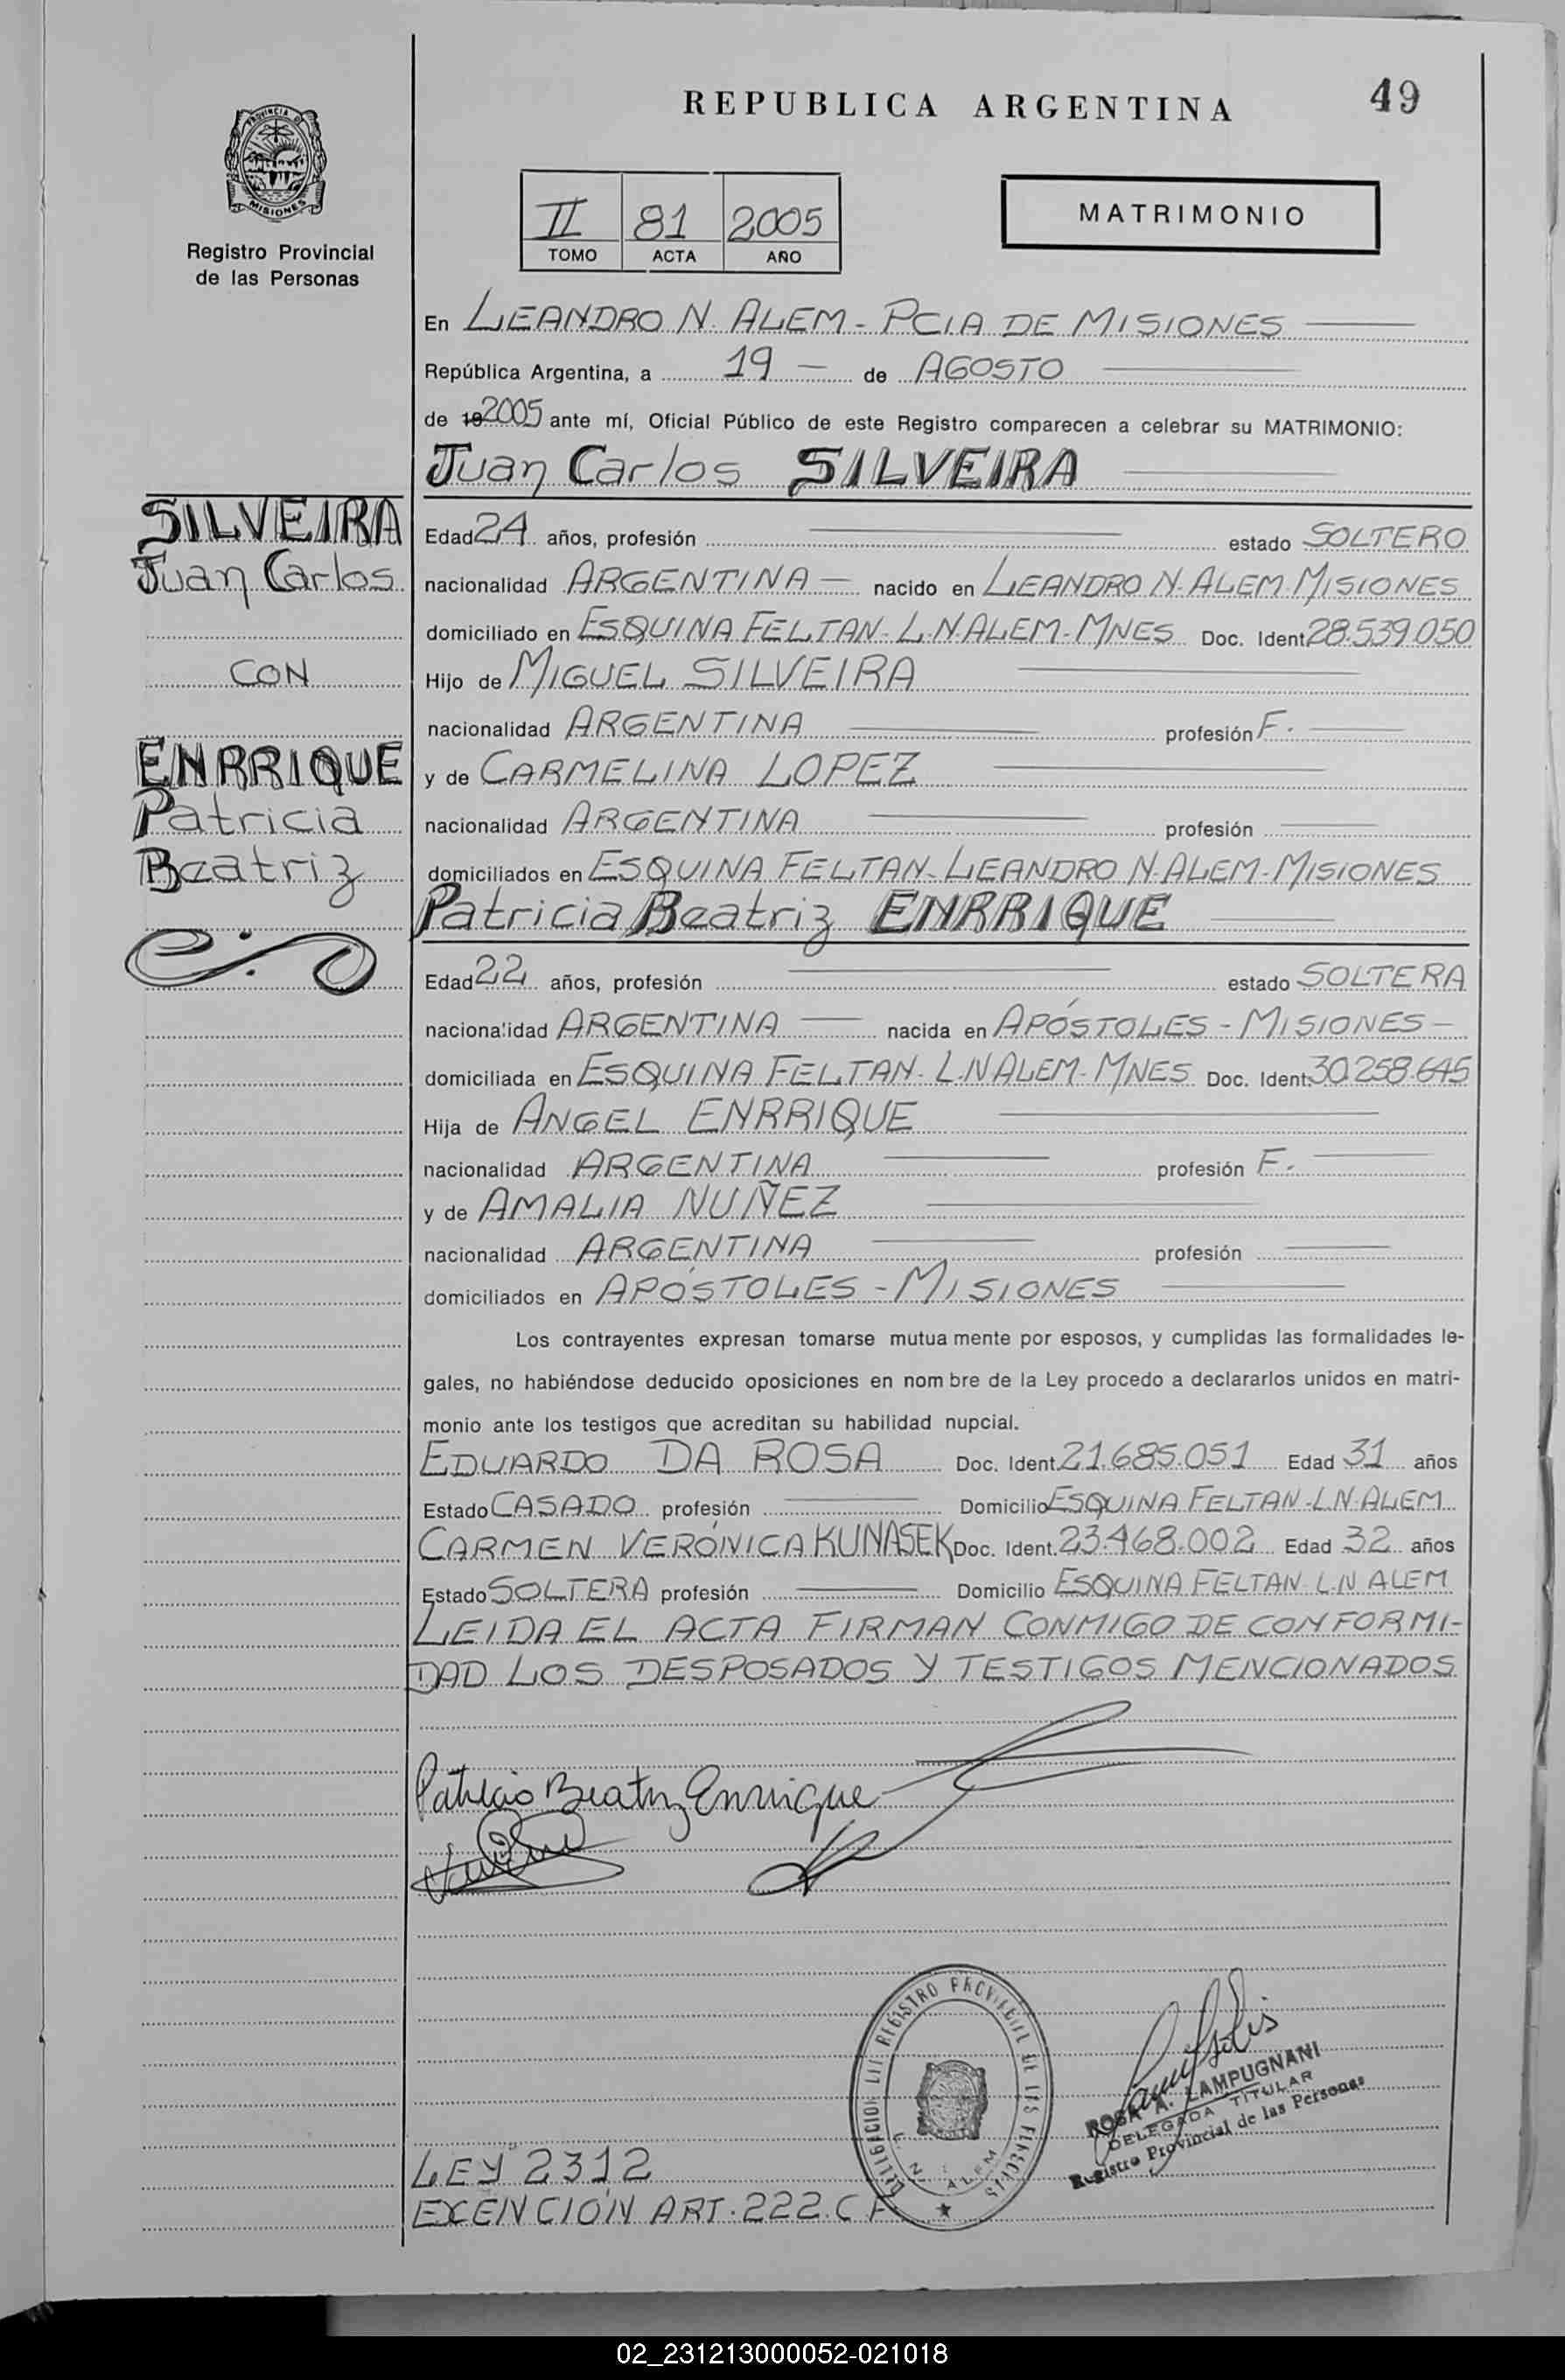 REPUBLICA ARGENTINA
49
PROVINCIA DE
MISIONES
Registro Provincial
de las Personas
II 81 2005
TOMO ACTA AÑO
MATRIMONIO
En LEANDRO N. ALEM - PCIA DE MISIONES
República Argentina, a 19 — de AGOSTO
de 19 2005 ante mí, Oficial Público de este Registro comparecen a celebrar su MATRIMONIO:
Juan Carlos SILVEIRA
SILVEIRA
Juan Carlos
CON
ENRRIQUE
Patricia
Beatriz
Edad 24 años, profesión estado SOLTERO
nacionalidad ARGENTINA — nacido en LEANDRO N. ALEM. MISIONES
domiciliado en ESQUINA FELTAN - L.N.ALEM - MNES Doc. Ident. 28.539.050
Hijo de MIGUEL SILVEIRA
nacionalidad ARGENTINA profesión F.
y de CARMELINA LOPEZ
nacionalidad ARGENTINA profesión
domiciliados en ESQUINA FELTAN - LEANDRO N. ALEM - MISIONES
Patricia Beatriz ENRRIQUE
Edad 22 años, profesión estado SOLTERA
nacionalidad ARGENTINA — nacida en APÓSTOLES - MISIONES -
domiciliada en ESQUINA FELTAN - L.N ALEM - MNES Doc. Ident. 30.258.645
Hija de ANGEL ENRRIQUE
nacionalidad ARGENTINA profesión F.
y de AMALIA NUÑEZ
nacionalidad ARGENTINA profesión
domiciliados en APÓSTOLES - MISIONES
Los contrayentes expresan tomarse mutua mente por esposos, y cumplidas las formalidades le-
gales, no habiéndose deducido oposiciones en nom bre de la Ley procedo a declararlos unidos en matri-
monio ante los testigos que acreditan su habilidad nupcial.
EDUARDO DA ROSA Doc. Ident. 21.685.051 Edad 31 años
Estado CASADO profesión Domicilio ESQUINA FELTAN - L.N. ALEM
CARMEN VERÓNICA KUNASEK Doc. Ident. 23.468.002 Edad 32 años
Estado SOLTERA profesión Domicilio ESQUINA FELTAN - L.N ALEM
LEIDA EL ACTA FIRMAN CONMIGO DE CONFORMI-
DAD LOS DESPOSADOS Y TESTIGOS MENCIONADOS
Patricia Beatriz Enrrique
REGISTRO PROVINCIAL DE LAS PERSONAS
L. N. ALEM
ROSA A. LAMPUGNANI
DELEGADA TITULAR
Registro Provincial de las Personas
LEY 2312
EXENCIÓN ART. 222. C F
02_231213000052-021018